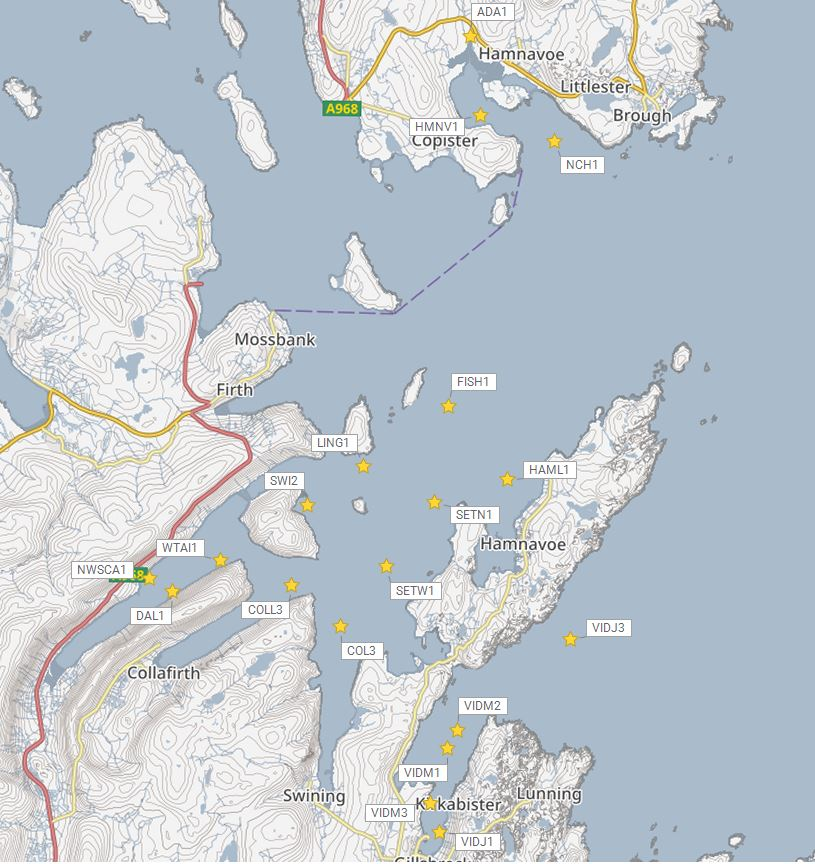 ADA1
Hamnavoe
Littlester
A968
Brough
HMNV1
Copister
NCH1
Mossbank
FISH1
Firth
LING1
HAML1
SWI2
SETN1
Hamnavoe
WTAI1
NWSCA1
SETW1
COLL3
DAL1
VIDJ3
COL3
Collafirth
VIDM2
VIDM1
Swining
Lunning
Kirkabister
VIDM3
VIDJ1